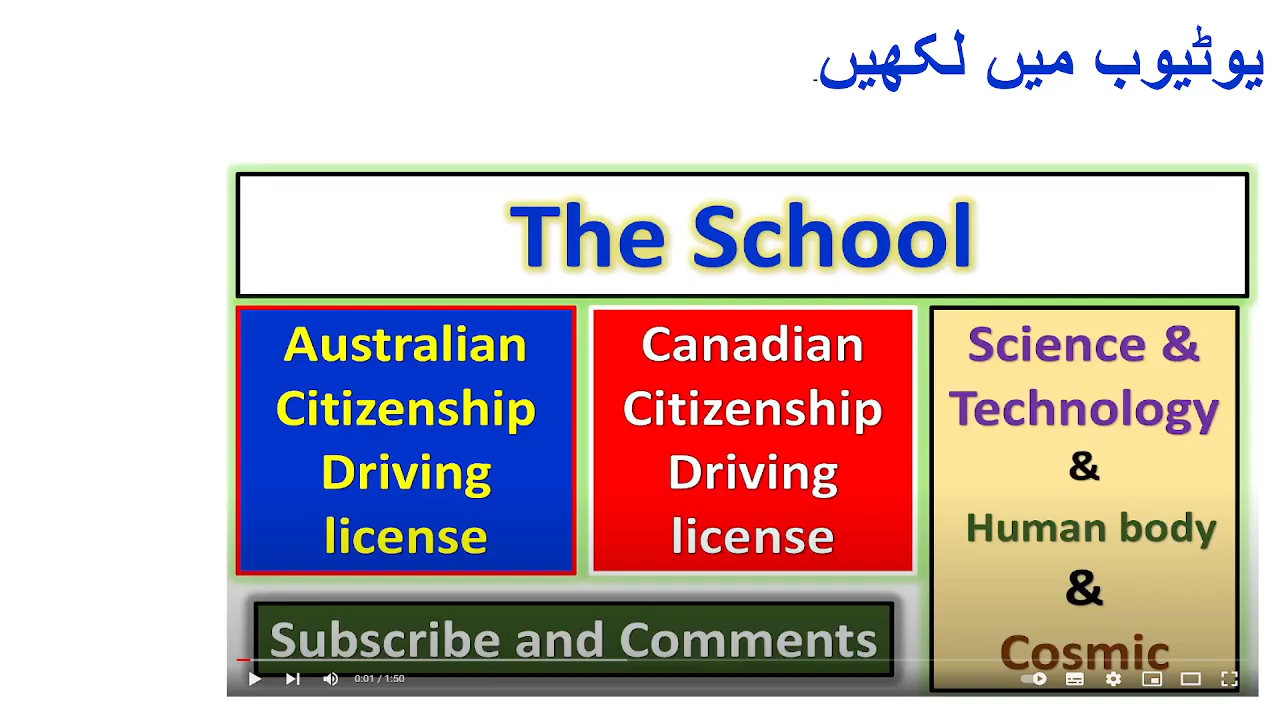 یوٹیوب میں لکھیں۔
The School
Australian
Citizenship
Driving
license
Canadian
Citizenship
Driving
license
Science &
Technology
&
Human body
&
Cosmic
Subscribe and Comments
0:01 / 1:50